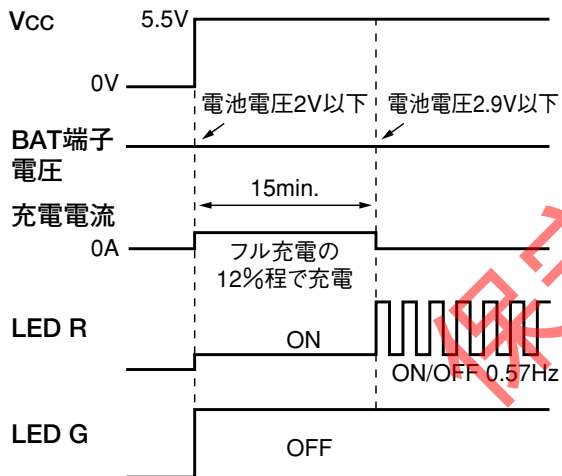 VCC
5.5V
0V
電池電圧2V以下
電池電圧2.9V以下
BAT端子
電圧
15min.
充電電流
0A
フル充電の
12%程で充電
LED R
ON
ON/OFF 0.57Hz
LED G
OFF
保